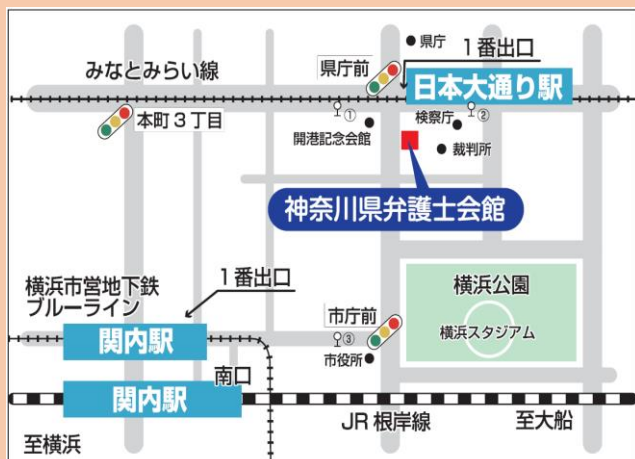 県庁
1番出口
県庁前
みなとみらい線
日本大通り駅
本町3丁目
①
開港記念会館
検察庁
②
裁判所
神奈川県弁護士会館
横浜市営地下鉄
ブルーライン
1番出口
関内駅
市庁前
③
市役所
横浜公園
横浜スタジアム
南口
関内駅
JR根岸線
至大船
至横浜